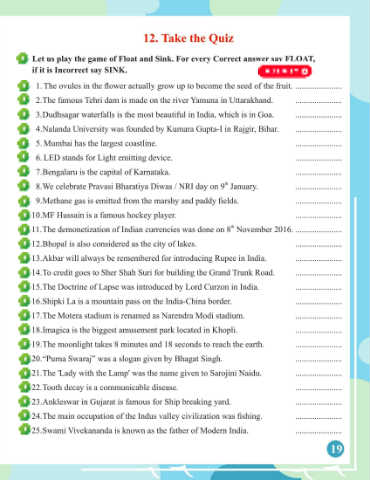 12. Take the Quiz
Let us play the game of Float and Sink. For every Correct answer say FLOAT,
if it is Incorrect say SINK.
1. The ovules in the flower actually grow up to become the seed of the fruit. ......................
2.The famous Tehri dam is made on the river Yamuna in Uttarakhand. ......................
3.Dudhsagar waterfalls is the most beautiful in India, which is in Goa. ......................
4.Nalanda University was founded by Kumara Gupta-I in Rajgir, Bihar. ......................
5. Mumbai has the largest coastline. ......................
6. LED stands for Light emitting device. ......................
7.Bengaluru is the capital of Karnataka. ......................
8.We celebrate Pravasi Bharatiya Diwas / NRI day on 9th January. ......................
9.Methane gas is emitted from the marshy and paddy fields. ......................
10.MF Hussain is a famous hockey player. ......................
11.The demonetization of Indian currencies was done on 8th November 2016. ......................
12.Bhopal is also considered as the city of lakes. ......................
13.Akbar will always be remembered for introducing Rupee in India. ......................
14.To credit goes to Sher Shah Suri for building the Grand Trunk Road. ......................
15.The Doctrine of Lapse was introduced by Lord Curzon in India. ......................
16.Shipki La is a mountain pass on the India-China border. ......................
17.The Motera stadium is renamed as Narendra Modi stadium. ......................
18.Imagica is the biggest amusement park located in Khopli. ......................
19.The moonlight takes 8 minutes and 18 seconds to reach the earth. ......................
20."Purna Swaraj" was a slogan given by Bhagat Singh. ......................
21.The 'Lady with the Lamp' was the name given to Sarojini Naidu. ......................
22.Tooth decay is a communicable disease. ......................
23.Ankleswar in Gujarat is famous for Ship breaking yard. ......................
24.The main occupation of the Indus valley civilization was fishing. ......................
25.Swami Vivekananda is known as the father of Modern India. ......................
19